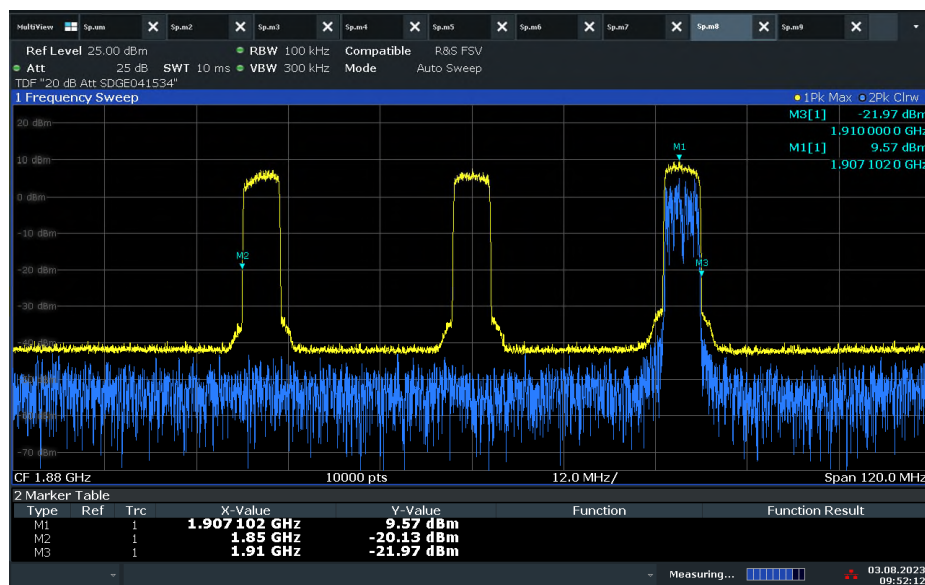 MultiView Sp.um Sp.m2 Sp.m3 Sp.m4 Sp.m5 Sp.m6 Sp.m7 Sp.m8 Sp.m9
Ref Level 25.00 dBm RBW 100 kHz Compatible R&S FSV
Att 25 dB SWT 10 ms VBW 300 kHz Mode Auto Sweep
TDF "20 dB Att SDGE041534"
1 Frequency Sweep 1Pk Max 2Pk Clrw
M3[1] -21.97 dBm
1.910 000 0 GHz
M1[1] 9.57 dBm
1.907 102 0 GHz
20 dBm
10 dBm
0 dBm
-10 dBm
-20 dBm
-30 dBm
-70 dBm
M1
M2
M3
CF 1.88 GHz 10000 pts 12.0 MHz/ Span 120.0 MHz
2 Marker Table
Type Ref Trc X-Value Y-Value Function Function Result
M1 1 1.907 102 GHz 9.57 dBm
M2 1 1.85 GHz -20.13 dBm
M3 1 1.91 GHz -21.97 dBm
Measuring... 03.08.2023
09:52:12